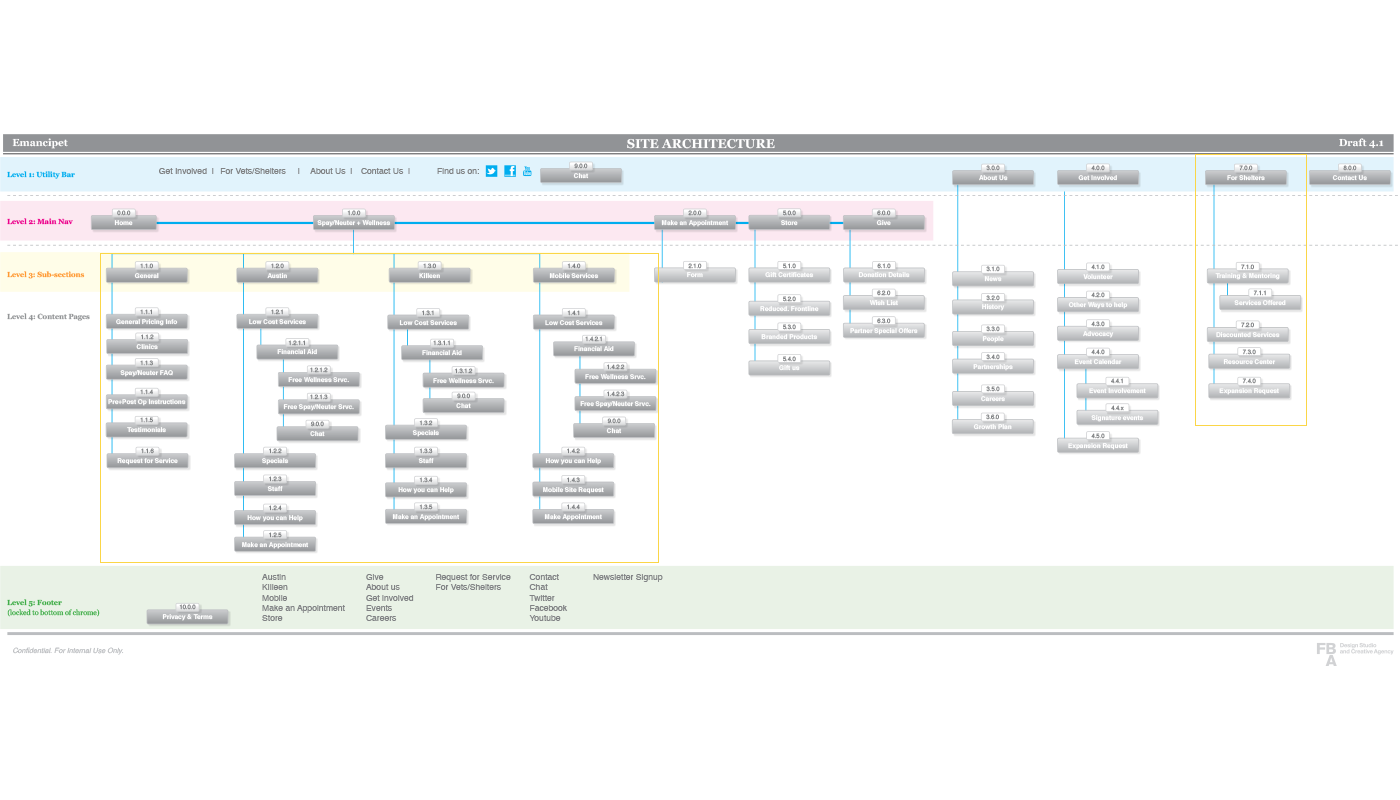 Emancipet
SITE ARCHITECTURE
Draft 4.1
Level 1: Utility Bar
Get Involved | For Vets/Shelters | About Us | Contact Us |
Find us on:
9.0.0
Chat
3.0.0
About Us
4.0.0
Get Involved
7.0.0
For Shelters
8.0.0
Contact Us
Level 2: Main Nav
0.0.0
Home
1.0.0
Spay/Neuter + Wellness
2.0.0
Make an Appointment
5.0.0
Store
6.0.0
Give
Level 3: Sub-sections
1.1.0
General
1.2.0
Austin
1.3.0
Killeen
1.4.0
Mobile Services
2.1.0
Form
5.1.0
Gift Certificates
6.1.0
Donation Details
3.1.0
News
4.1.0
Volunteer
7.1.0
Training & Mentoring
Level 4: Content Pages
1.1.1
General Pricing Info
1.1.2
Clinics
1.1.3
Spay/Neuter FAQ
1.1.4
Pre+Post Op Instructions
1.1.5
Testimonials
1.1.6
Request for Service
1.2.1
Low Cost Services
1.2.1.1
Financial Aid
1.2.1.2
Free Wellness Srvc.
1.2.1.3
Free Spay/Neuter Srvc.
9.0.0
Chat
1.2.2
Specials
1.2.3
Staff
1.2.4
How you can Help
1.2.5
Make an Appointment
1.3.1
Low Cost Services
1.3.1.1
Financial Aid
1.3.1.2
Free Wellness Srvc.
9.0.0
Chat
1.3.2
Specials
1.3.3
Staff
1.3.4
How you can Help
1.3.5
Make an Appointment
1.4.1
Low Cost Services
1.4.2.1
Financial Aid
1.4.2.2
Free Wellness Srvc.
1.4.2.3
Free Spay/Neuter Srvc.
9.0.0
Chat
1.4.2
How you can Help
1.4.3
Mobile Site Request
1.4.4
Make Appointment
5.2.0
Reduced: Frontline
5.3.0
Branded Products
5.4.0
Gift us
6.2.0
Wish List
6.3.0
Partner Special Offers
3.2.0
History
3.3.0
People
3.4.0
Partnerships
3.5.0
Careers
3.6.0
Growth Plan
4.2.0
Other Ways to help
4.3.0
Advocacy
4.4.0
Event Calendar
4.4.1
Event Involvement
4.4.x
Signature events
4.5.0
Expansion Request
7.1.1
Services Offered
7.2.0
Discounted Services
7.3.0
Resource Center
7.4.0
Expansion Request
Level 5: Footer
(locked to bottom of chrome)
10.0.0
Privacy & Terms
Austin
Killeen
Mobile
Make an Appointment
Store
Give
About us
Get Involved
Events
Careers
Request for Service
For Vets/Shelters
Contact
Chat
Twitter
Facebook
Youtube
Newsletter Signup
Confidential. For Internal Use Only.
FB
A
Design Studio
and Creative Agency